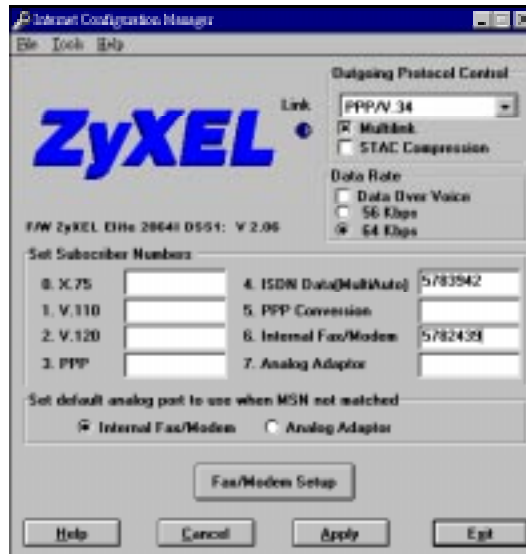 Internet Configuration Manager
File Tools Help
ZyXEL
Link
Outgoing Protocol Control
PPP/V.34
Multilink
STAC Compression
Data Rate
Data Over Voice
56 Kbps
64 Kbps
F/W ZyXEL Elite 2864I DSS1: V 2.06
Set Subscriber Numbers
0. X.75
4. ISDN Data(MultiAuto) 5783942
1. V.110
5. PPP Conversion
2. V.120
6. Internal Fax/Modem 5782439
3. PPP
7. Analog Adaptor
Set default analog port to use when MSN not matched
Internal Fax/Modem Analog Adaptor
Fax/Modem Setup
Help Cancel Apply Exit